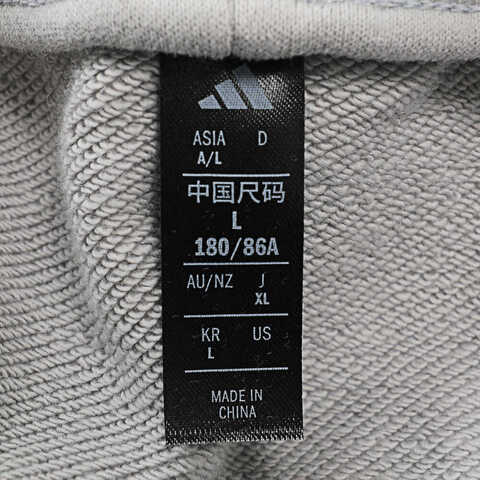 ASIA D
A/L
中国尺码
L
180/86A
AU/NZ J
XL
KR US
L
MADE IN
CHINA